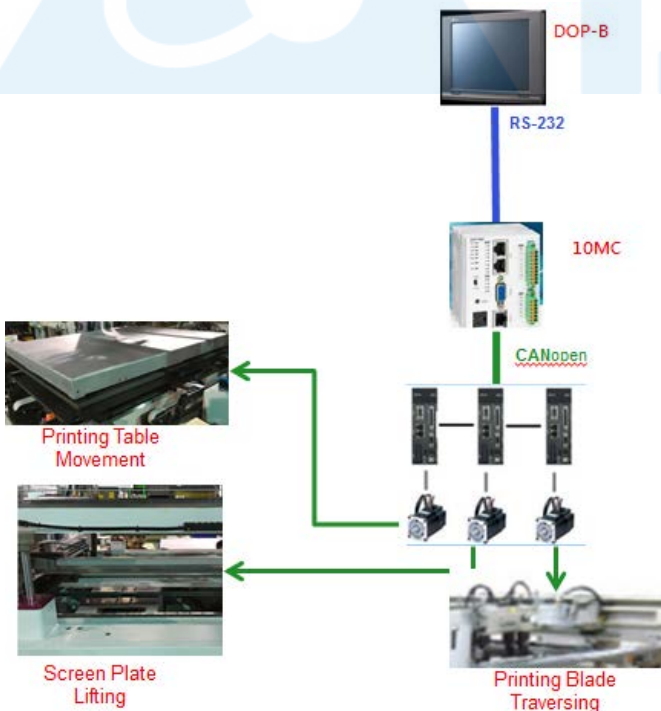 DOP-B
RS-232
10MC
CANopen
Printing Table
Movement
Screen Plate
Lifting
Printing Blade
Traversing